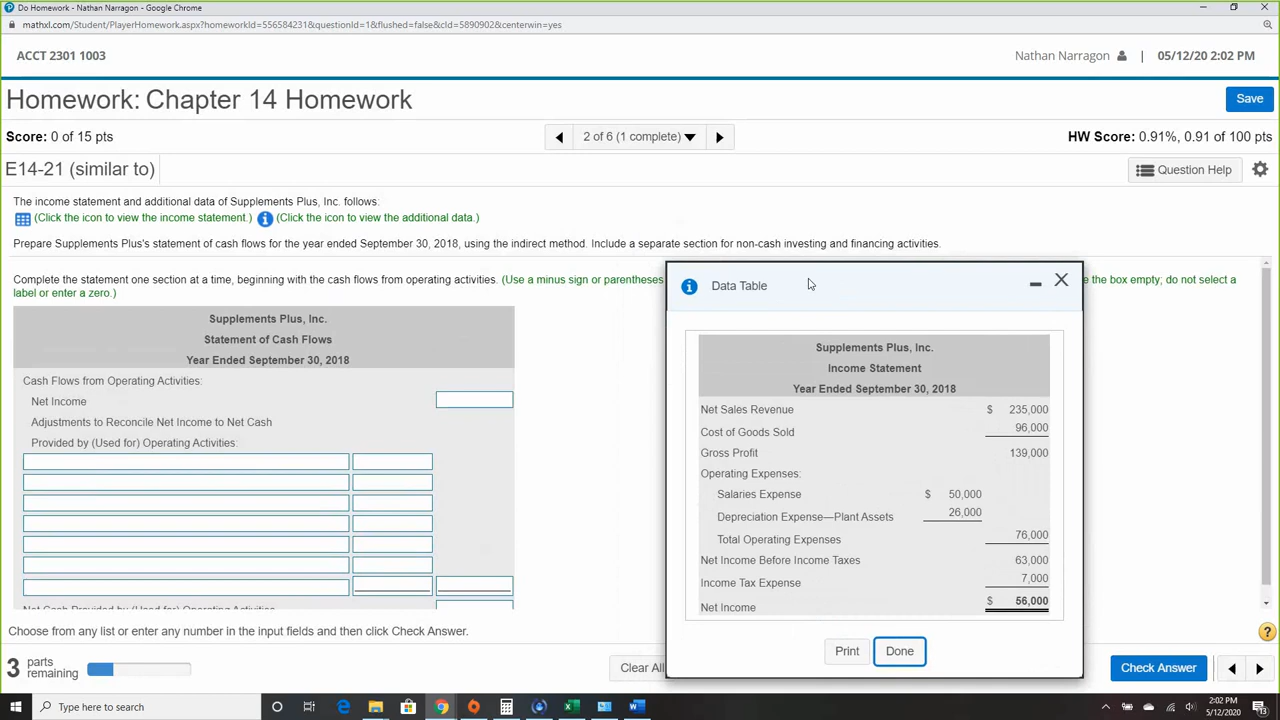 Do Homework - Nathan Narragon - Google Chrome
mathxl.com/Student/PlayerHomework.aspx?homeworkId=556584231&questionId=1&flushed=false&cId=5890902&centerwin=yes
ACCT 2301 1003
Nathan Narragon | 05/12/20 2:02 PM
Homework: Chapter 14 Homework
Save
Score: 0 of 15 pts
2 of 6 (1 complete)
HW Score: 0.91%, 0.91 of 100 pts
E14-21 (similar to)
Question Help
The income statement and additional data of Supplements Plus, Inc. follows:
(Click the icon to view the income statement.) (Click the icon to view the additional data.)
Prepare Supplements Plus's statement of cash flows for the year ended September 30, 2018, using the indirect method. Include a separate section for non-cash investing and financing activities.
Complete the statement one section at a time, beginning with the cash flows from operating activities. (Use a minus sign or parentheses
e the box empty; do not select a
label or enter a zero.)
Supplements Plus, Inc.
Statement of Cash Flows
Year Ended September 30, 2018
Cash Flows from Operating Activities:
Net Income
Adjustments to Reconcile Net Income to Net Cash
Provided by (Used for) Operating Activities:
Net Cash Provided by (Used for) Operating Activities
Data Table
Supplements Plus, Inc.
Income Statement
Year Ended September 30, 2018
Net Sales Revenue $ 235,000
Cost of Goods Sold 96,000
Gross Profit 139,000
Operating Expenses:
Salaries Expense $ 50,000
Depreciation Expense—Plant Assets 26,000
Total Operating Expenses 76,000
Net Income Before Income Taxes 63,000
Income Tax Expense 7,000
Net Income $ 56,000
Print
Done
Choose from any list or enter any number in the input fields and then click Check Answer.
?
3 parts
remaining
Clear All
Check Answer
Type here to search
2:02 PM
5/12/2020